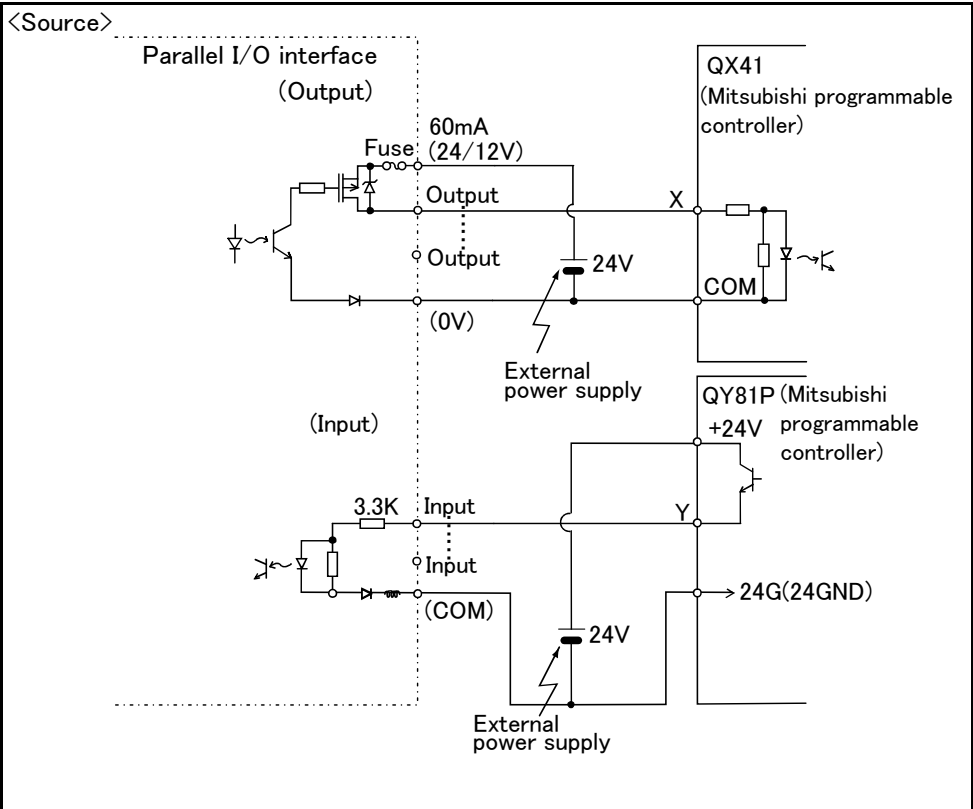 <Source>
Parallel I/O interface
(Output)
QX41
(Mitsubishi programmable
controller)
60mA
(24/12V)
Fuse
Output
X
Output
24V
COM
(0V)
External
power supply
QY81P (Mitsubishi
programmable
controller)
+24V
(Input)
3.3K
Input
Y
Input
(COM)
24G(24GND)
24V
External
power supply